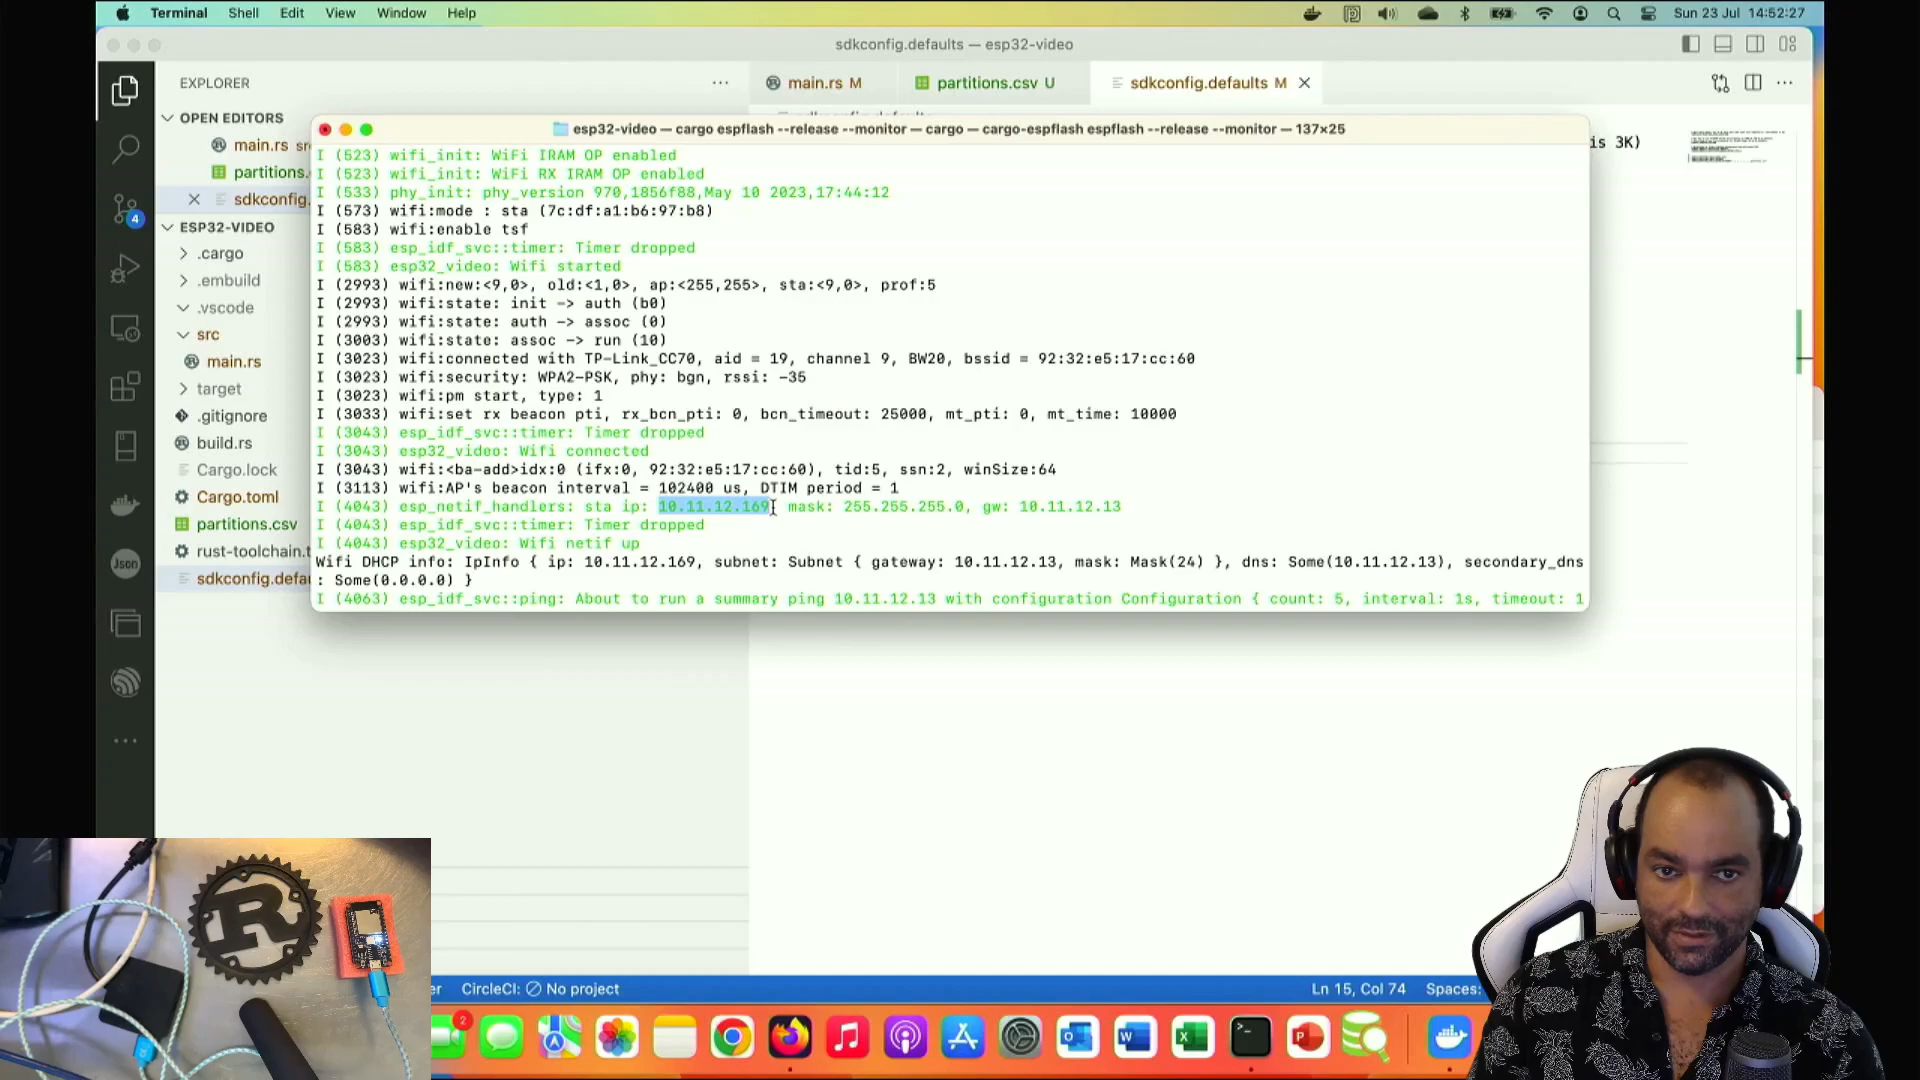 Terminal Shell Edit View Window Help Sun 23 Jul 14:52:27
sdkconfig.defaults — esp32-video
EXPLORER
main.rs M
partitions.csv U
sdkconfig.defaults M
OPEN EDITORS
main.rs
partitions.
sdkconfig.
4
ESP32-VIDEO
.cargo
.embuild
.vscode
src
main.rs
target
.gitignore
build.rs
Cargo.lock
Cargo.toml
partitions.csv
rust-toolchain.t
sdkconfig.defa
Json
is 3K)
esp32-video — cargo espflash --release --monitor — cargo — cargo-espflash espflash --release --monitor — 137×25
I (523) wifi_init: WiFi IRAM OP enabled
I (523) wifi_init: WiFi RX IRAM OP enabled
I (533) phy_init: phy_version 970,1856f88,May 10 2023,17:44:12
I (573) wifi:mode : sta (7c:df:a1:b6:97:b8)
I (583) wifi:enable tsf
I (583) esp_idf_svc::timer: Timer dropped
I (583) esp32_video: Wifi started
I (2993) wifi:new:<9,0>, old:<1,0>, ap:<255,255>, sta:<9,0>, prof:5
I (2993) wifi:state: init -> auth (b0)
I (2993) wifi:state: auth -> assoc (0)
I (3003) wifi:state: assoc -> run (10)
I (3023) wifi:connected with TP-Link_CC70, aid = 19, channel 9, BW20, bssid = 92:32:e5:17:cc:60
I (3023) wifi:security: WPA2-PSK, phy: bgn, rssi: -35
I (3023) wifi:pm start, type: 1
I (3033) wifi:set rx beacon pti, rx_bcn_pti: 0, bcn_timeout: 25000, mt_pti: 0, mt_time: 10000
I (3043) esp_idf_svc::timer: Timer dropped
I (3043) esp32_video: Wifi connected
I (3043) wifi:<ba-add>idx:0 (ifx:0, 92:32:e5:17:cc:60), tid:5, ssn:2, winSize:64
I (3113) wifi:AP's beacon interval = 102400 us, DTIM period = 1
I (4043) esp_netif_handlers: sta ip: 10.11.12.169, mask: 255.255.255.0, gw: 10.11.12.13
I (4043) esp_idf_svc::timer: Timer dropped
I (4043) esp32_video: Wifi netif up
Wifi DHCP info: IpInfo { ip: 10.11.12.169, subnet: Subnet { gateway: 10.11.12.13, mask: Mask(24) }, dns: Some(10.11.12.13), secondary_dns
: Some(0.0.0.0) }
I (4063) esp_idf_svc::ping: About to run a summary ping 10.11.12.13 with configuration Configuration { count: 5, interval: 1s, timeout: 1
R
er CircleCI: No project
Ln 15, Col 74 Spaces:
2